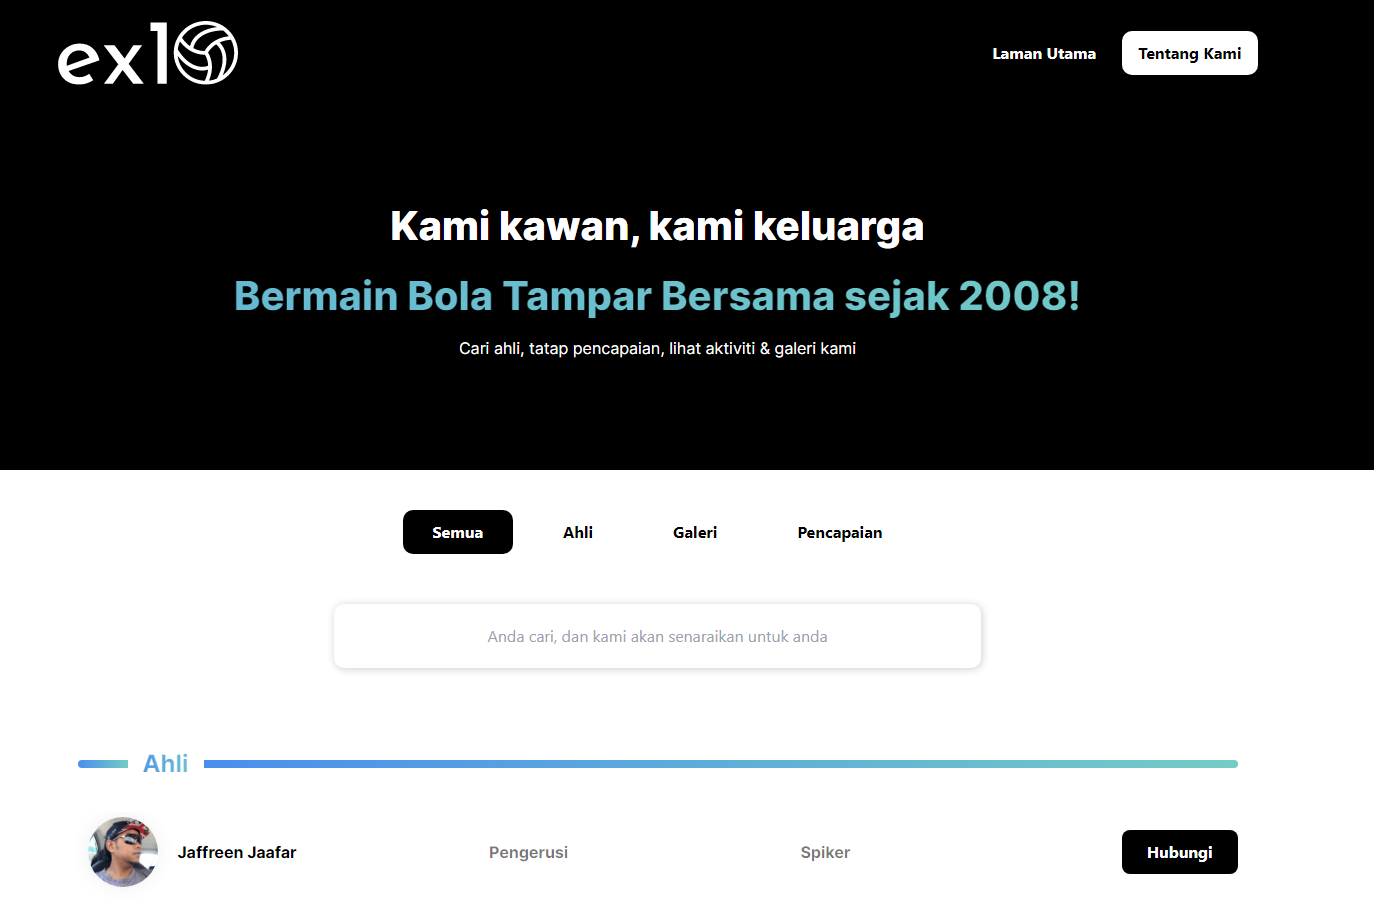 ex10
Laman Utama
Tentang Kami
Kami kawan, kami keluarga
Bermain Bola Tampar Bersama sejak 2008!
Cari ahli, tatap pencapaian, lihat aktiviti & galeri kami
Semua
Ahli
Galeri
Pencapaian
Anda cari, dan kami akan senaraikan untuk anda
Ahli
Jaffreen Jaafar
Pengerusi
Spiker
Hubungi